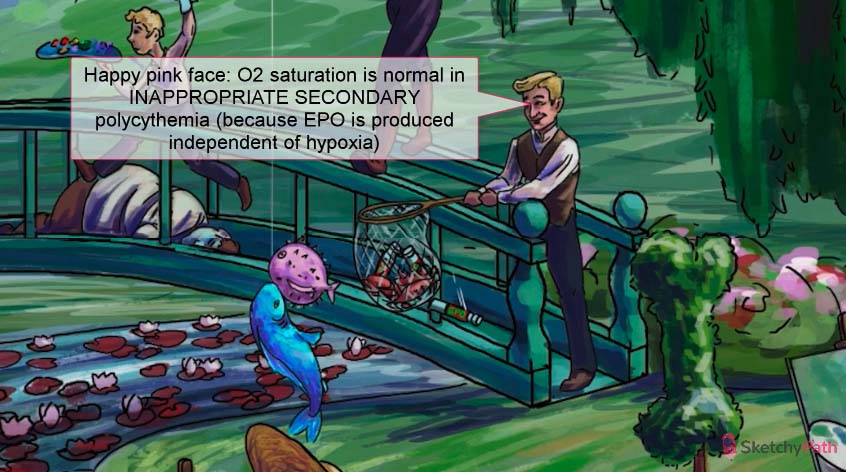 Happy pink face: O2 saturation is normal in
INAPPROPRIATE SECONDARY
polycythemia (because EPO is produced
independent of hypoxia)
EPO
SketchyPath